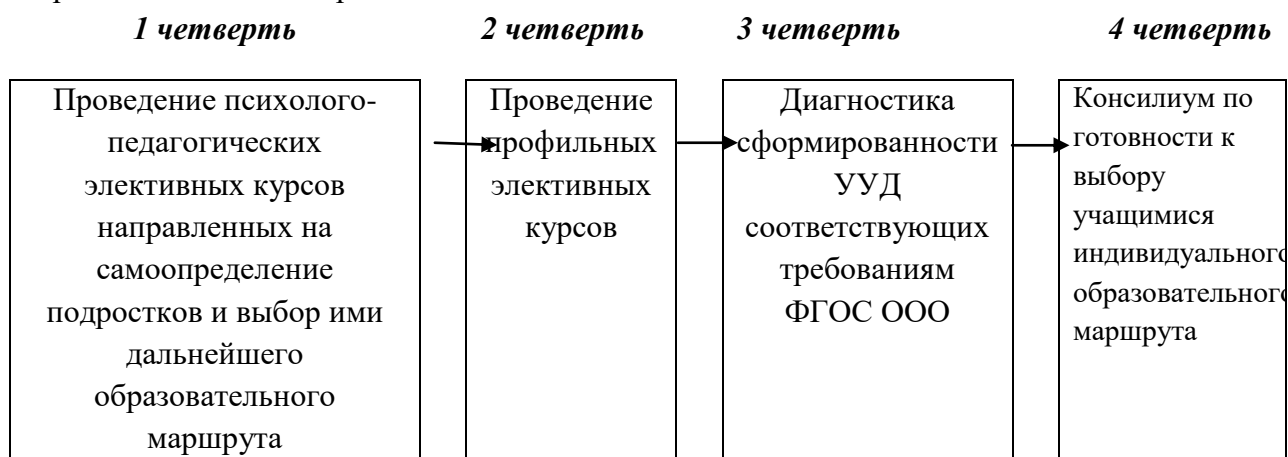 1 четверть 2 четверть 3 четверть 4 четверть
Проведение психолого-
педагогических
элективных курсов
направленных на
самоопределение
подростков и выбор ими
дальнейшего
образовательного
маршрута
Проведение
профильных
элективных
курсов
Диагностика
сформированности
УУД
соответствующих
требованиям
ФГОС ООО
Консилиум по
готовности к
выбору
учащимися
индивидуального
образовательного
маршрута